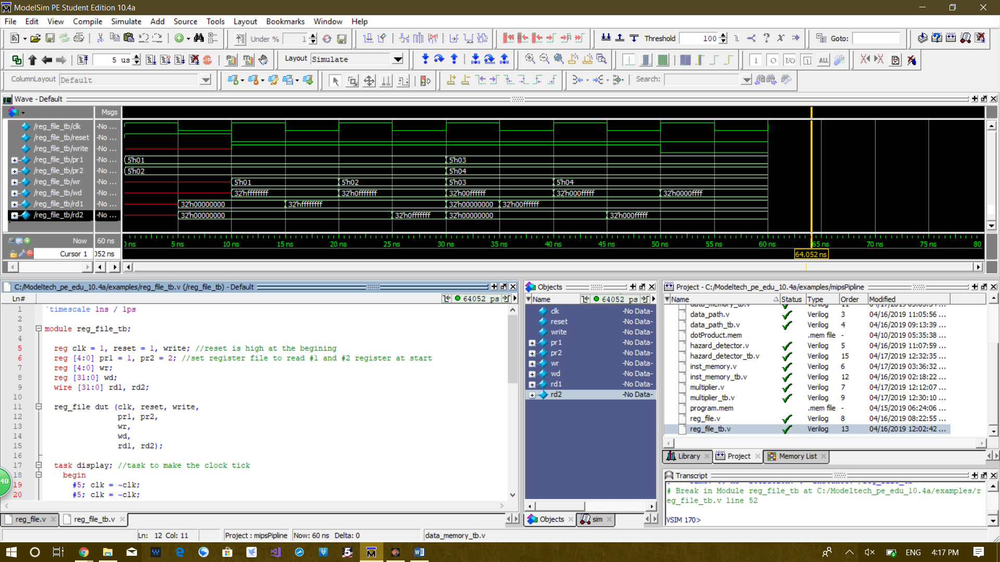 ModelSim PE Student Edition 10.4a
File Edit View Compile Simulate Add Source Tools Layout Bookmarks Window Help
Under % 1 Threshold 100 Goto:
5 us Layout Simulate ALL
ColumnLayout Default Search:
Wave - Default
Msgs
/reg_file_tb/clk -No ...
/reg_file_tb/reset -No ...
/reg_file_tb/write -No ...
/reg_file_tb/pr1 -No ... 5'h01 5'h03
/reg_file_tb/pr2 -No ... 5'h02 5'h04
/reg_file_tb/wr -No ... 5'h01 5'h02 5'h03 5'h04
/reg_file_tb/wd -No ... 32'hffffffff 32'h0fffffff 32'h00ffffff 32'h000fffff 32'h0000ffff
/reg_file_tb/rd1 -No ... 32'h00000000 32'hffffffff 32'h00000000 32'h00ffffff
/reg_file_tb/rd2 -No ... 32'h00000000 32'h0fffffff 32'h00000000 32'h000fffff
Now 60 ns ns 5 ns 10 ns 15 ns 20 ns 25 ns 30 ns 35 ns 40 ns 45 ns 50 ns 55 ns 60 ns 65 ns 70 ns 75 ns 80
Cursor 1 052 ns 64.052 ns
C:/Modeltech_pe_edu_10.4a/examples/reg_file_tb.v (/reg_file_tb) - Default
Ln# 64052 ps
1 `timescale 1ns / 1ps
2
3 module reg_file_tb;
4
5 reg clk = 1, reset = 1, write; //reset is high at the begining
6 reg [4:0] pr1 = 1, pr2 = 2; //set register file to read #1 and #2 register at start
7 reg [4:0] wr;
8 reg [31:0] wd;
9 wire [31:0] rd1, rd2;
10
11 reg_file dut (clk, reset, write,
12 pr1, pr2,
13 wr,
14 wd,
15 rd1, rd2);
16
17 task display; //task to make the clock tick
18 begin
19 #5; clk = ~clk;
20 #5; clk = ~clk;
40
reg_file.v reg_file_tb.v
Objects
Name 64052 ps
clk -No Data-
reset -No Data-
write -No Data-
pr1 -No Data-
pr2 -No Data-
wr -No Data-
wd -No Data-
rd1 -No Data-
rd2 -No Data-
Objects sim
Project - C:/Modeltech_pe_edu_10.4a/examples/mipsPipline
Name Status Type Order Modified
data_memory_tb.v Verilog 11
data_path.v Verilog 3 04/16/2019 11:05:56 ...
data_path_tb.v Verilog 4 04/16/2019 09:13:39 ...
dotProduct.mem .mem file - 04/10/2019 05:35:38 ...
hazard_detector.v Verilog 5 04/16/2019 11:07:59 ...
hazard_detector_tb.v Verilog 15 04/17/2019 12:32:35 ...
inst_memory.v Verilog 6 04/17/2019 03:36:32 ...
inst_memory_tb.v Verilog 12 04/16/2019 02:18:22 ...
multiplier.v Verilog 7 04/17/2019 12:12:07 ...
multiplier_tb.v Verilog 9 04/17/2019 12:30:10 ...
program.mem .mem file - 04/15/2019 06:24:06 ...
reg_file.v Verilog 8 04/16/2019 08:22:55 ...
reg_file_tb.v Verilog 13 04/16/2019 12:02:42 ...
Library Project Memory List
Transcript
# Break in Module reg_file_tb at C:/Modeltech_pe_edu_10.4a/examples/r
eg_file_tb.v line 52
VSIM 170>
Ln: 12 Col: 11 Project : mipsPipline Now: 60 ns Delta: 0 data_memory_tb.v
ENG 4:17 PM